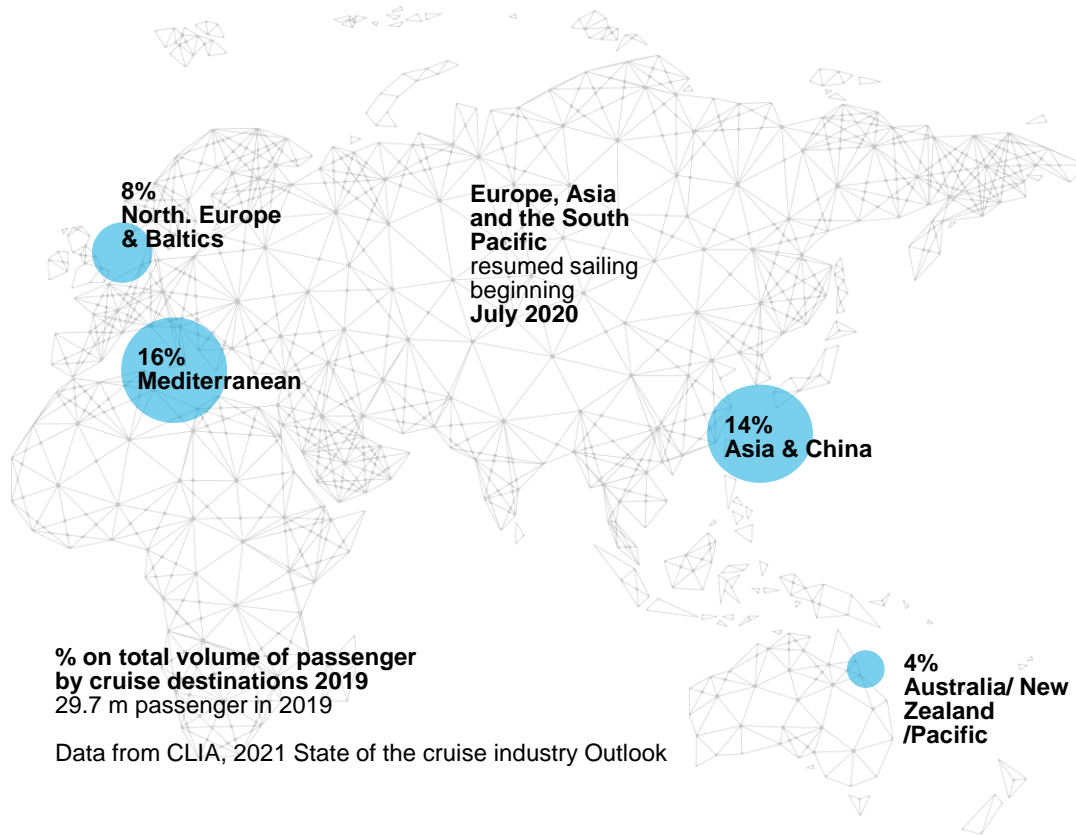 8%
North. Europe
& Baltics
Europe, Asia
and the South
Pacific
resumed sailing
beginning
July 2020
16%
Mediterranean
14%
Asia & China
% on total volume of passenger
by cruise destinations 2019
29.7 m passenger in 2019
Data from CLIA, 2021 State of the cruise industry Outlook
4%
Australia/ New
Zealand
/Pacific